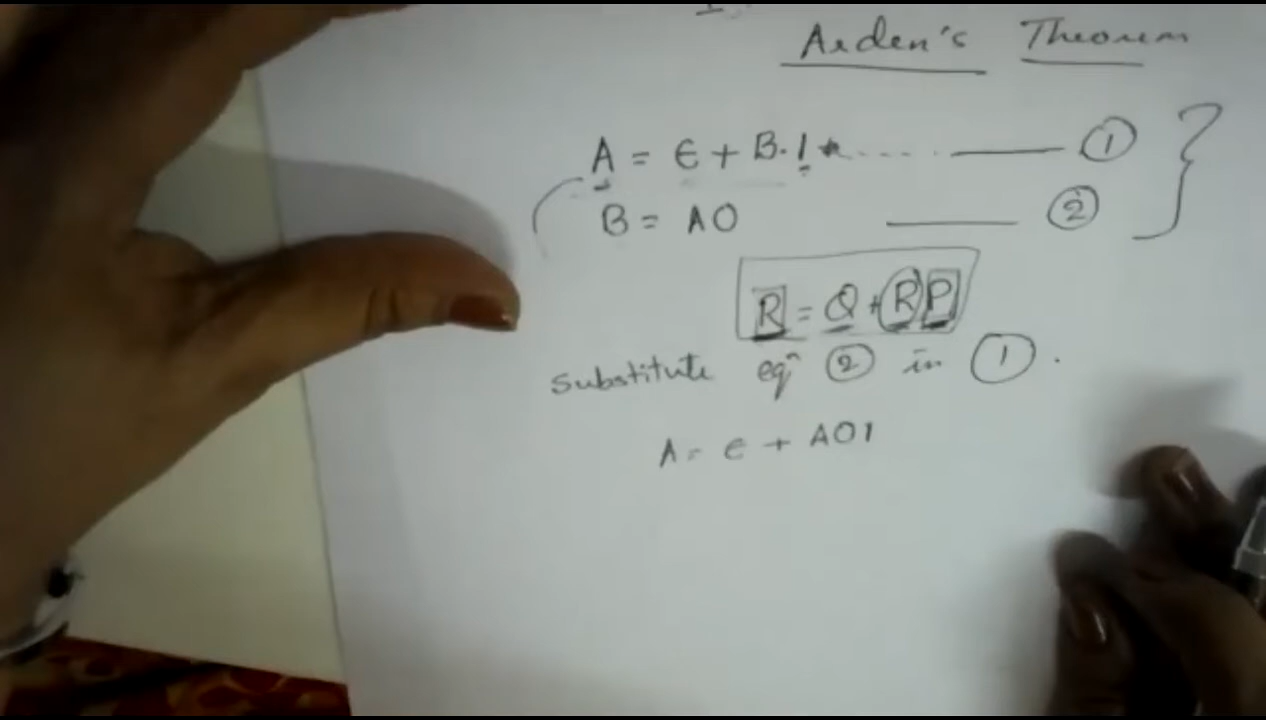 Arden's Theorem
A = ϵ + B.1 ..... —— ①
B = A0 —— ②
R = Q + RP
Substitute eqⁿ ② in ① .
A = ϵ + A01